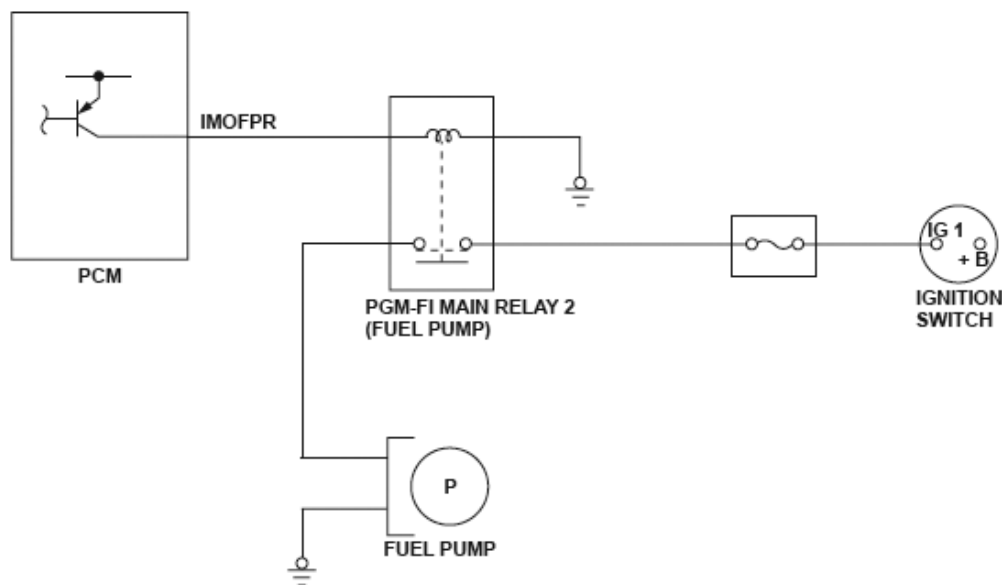 IMOFPR
PCM
PGM-FI MAIN RELAY 2
(FUEL PUMP)
IG 1
+ B
IGNITION
SWITCH
P
FUEL PUMP